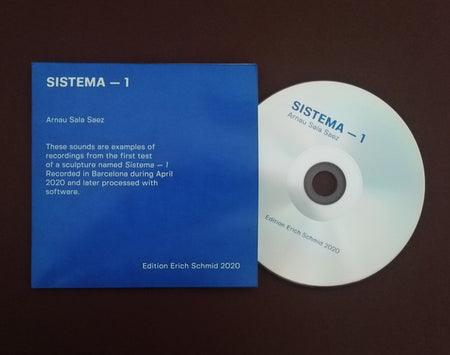 SISTEMA — 1
Arnau Sala Saez
These sounds are examples of
recordings from the first test
of a sculpture named Sistema — 1
Recorded in Barcelona during April
2020 and later processed with
software.
Edition Erich Schmid 2020
SISTEMA — 1
Arnau Sala Saez
Edition Erich Schmid 2020